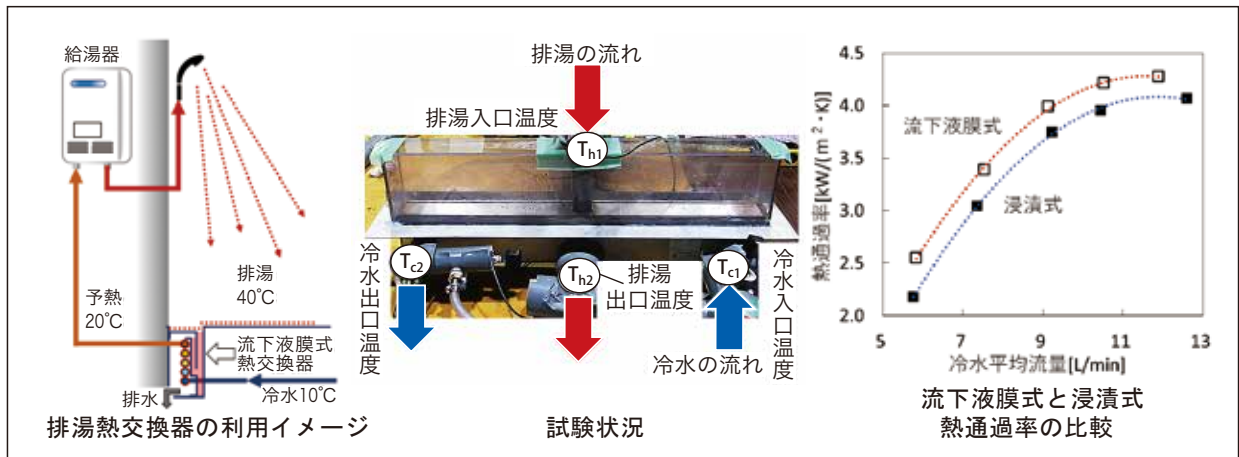 給湯器
予熱
20℃
排湯
40℃
流下液膜式
熱交換器
冷水10℃
排水
排湯熱交換器の利用イメージ
排湯の流れ
排湯入口温度
Th1
冷水出口温度
Tc2
Th2
排湯
出口温度
Tc1
冷水入口温度
冷水の流れ
試験状況
熱通過率[kW/(m²・K)]
4.5
4.0
3.5
3.0
2.5
2.0
流下液膜式
浸漬式
5
7
9
11
13
冷水平均流量[L/min]
流下液膜式と浸漬式
熱通過率の比較